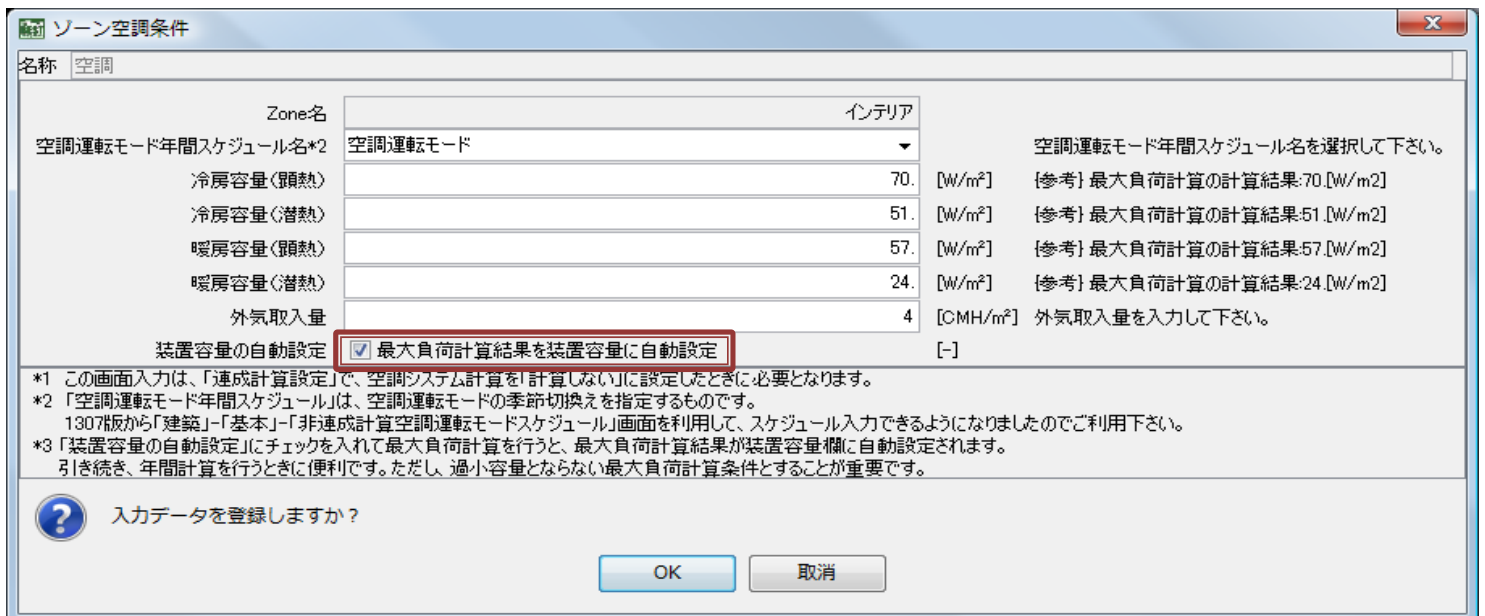 ゾーン空調条件
名称 空調
Zone名 インテリア
空調運転モード年間スケジュール名*2 空調運転モード 空調運転モード年間スケジュール名を選択して下さい。
冷房容量(顕熱) 70. [W/m²] {参考} 最大負荷計算の計算結果:70.[W/m2]
冷房容量(潜熱) 51. [W/m²] {参考} 最大負荷計算の計算結果:51.[W/m2]
暖房容量(顕熱) 57. [W/m²] {参考} 最大負荷計算の計算結果:57.[W/m2]
暖房容量(潜熱) 24. [W/m²] {参考} 最大負荷計算の計算結果:24.[W/m2]
外気取入量 4 [CMH/m²] 外気取入量を入力して下さい。
装置容量の自動設定 最大負荷計算結果を装置容量に自動設定 [-]
*1 この画面入力は、「連成計算設定」で、空調システム計算を「計算しない」に設定したときに必要となります。
*2 「空調運転モード年間スケジュール」は、空調運転モードの季節切換えを指定するものです。
1307版から「建築」-「基本」-「非連成計算空調運転モードスケジュール」画面を利用して、スケジュール入力できるようになりましたのでご利用下さい。
*3 「装置容量の自動設定」にチェックを入れて最大負荷計算を行うと、最大負荷計算結果が装置容量欄に自動設定されます。
引き続き、年間計算を行うときに便利です。ただし、過小容量とならない最大負荷計算条件とすることが重要です。
入力データを登録しますか?
OK 取消